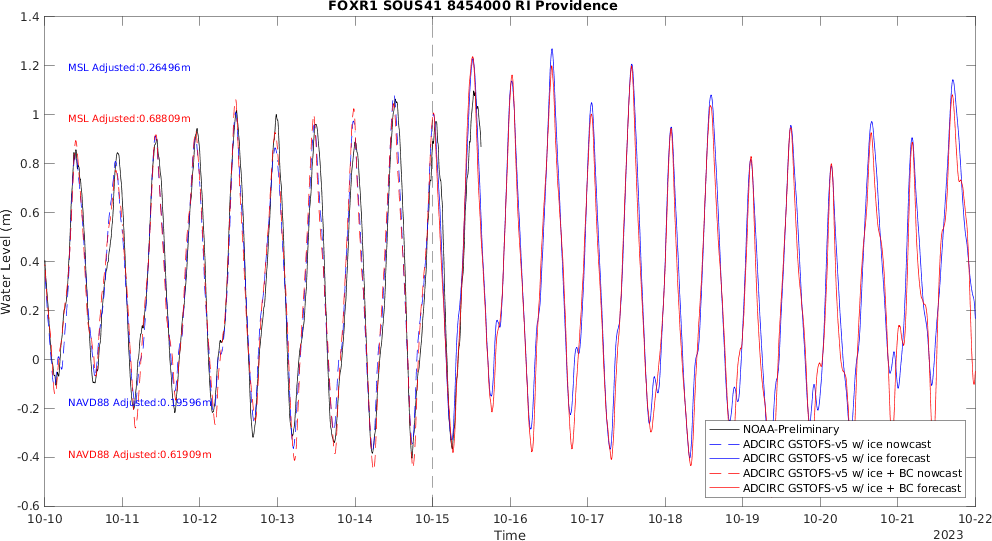 FOXR1 SOUS41 8454000 RI Providence
1.4
1.2
1
0.8
0.6
0.4
0.2
0
-0.2
-0.4
-0.6
Water Level (m)
MSL Adjusted:0.26496m
MSL Adjusted:0.68809m
NAVD88 Adjusted:0.19596m
NAVD88 Adjusted:0.61909m
NOAA-Preliminary
ADCIRC GSTOFS-v5 w/ ice nowcast
ADCIRC GSTOFS-v5 w/ ice forecast
ADCIRC GSTOFS-v5 w/ ice + BC nowcast
ADCIRC GSTOFS-v5 w/ ice + BC forecast
10-10 10-11 10-12 10-13 10-14 10-15 10-16 10-17 10-18 10-19 10-20 10-21 10-22
Time
2023